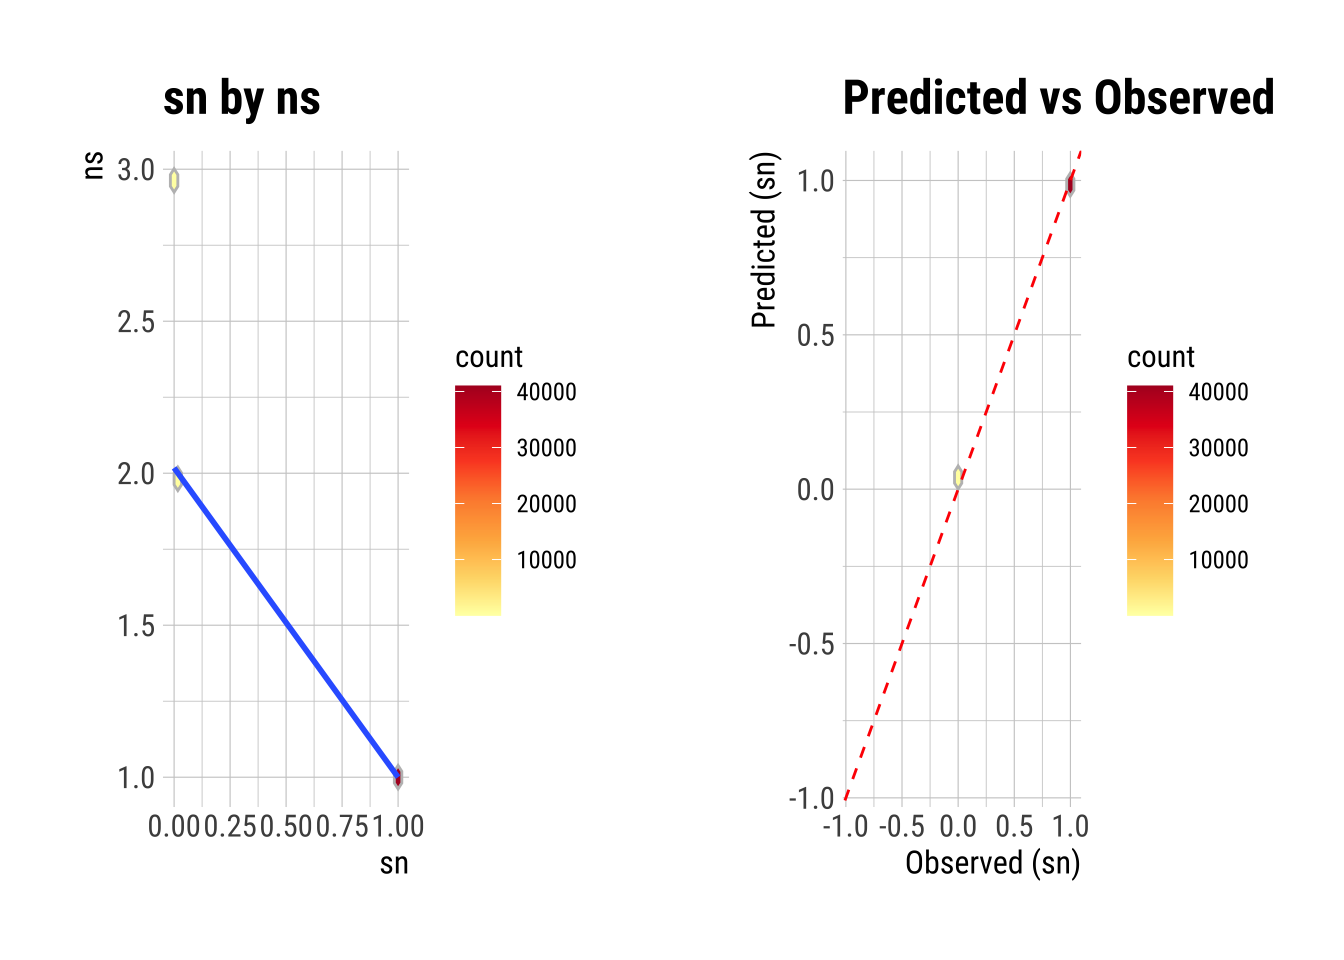 sn by ns
ns
3.0
2.5
2.0
1.5
1.0
0.00 0.25 0.50 0.75 1.00
sn
count
40000
30000
20000
10000
Predicted vs Observed
Predicted (sn)
1.0
0.5
0.0
-0.5
-1.0
-1.0 -0.5 0.0 0.5 1.0
Observed (sn)
count
40000
30000
20000
10000